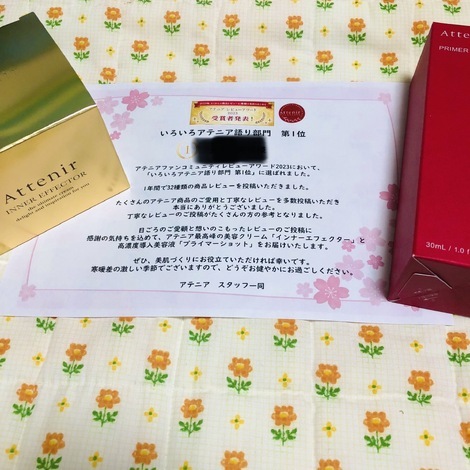 Attenir
INNER EFFECTOR
the ultimate creme
delight and sensation for you
受賞者発表！
いろいろアテニア語り部門　第1位
アテニアファンコミュニティレビューアワード2023において、
「いろいろアテニア語り部門 第1位」に選ばれました。
1年間で32種類の商品レビューを投稿いただきました。
たくさんのアテニア商品のご愛用と丁寧なレビューを多数投稿いただき
本当にありがとうございました。
丁寧なレビューのご投稿がたくさんの方の参考となりました。
日ごろのご愛顧と想いのこもったレビューのご投稿に
感謝の気持ちを込めて、アテニア最高峰の美容クリーム「インナーエフェクター」と
高濃度導入美容液「プライマーショット」をお届けいたします。
ぜひ、美肌づくりにお役立ていただければ幸いです。
寒暖差の激しい季節でございますので、どうぞお健やかにお過ごしください。
アテニア　スタッフ一同
Atten
PRIMER
30mL / 1.0 f